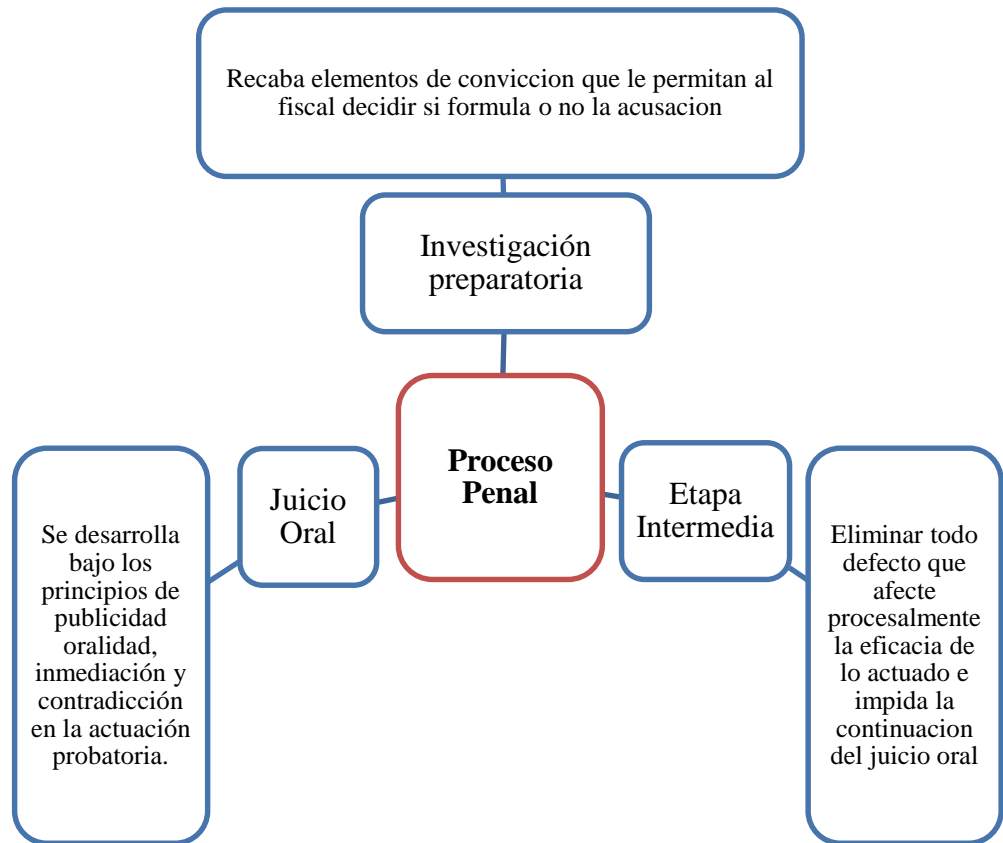 Recaba elementos de conviccion que le permitan al
fiscal decidir si formula o no la acusacion
Investigación
preparatoria
Proceso
Penal
Juicio
Oral
Etapa
Intermedia
Se desarrolla
bajo los
principios de
publicidad
oralidad,
inmediación y
contradicción
en la actuación
probatoria.
Eliminar todo
defecto que
afecte
procesalmente
la eficacia de
lo actuado e
impida la
continuacion
del juicio oral